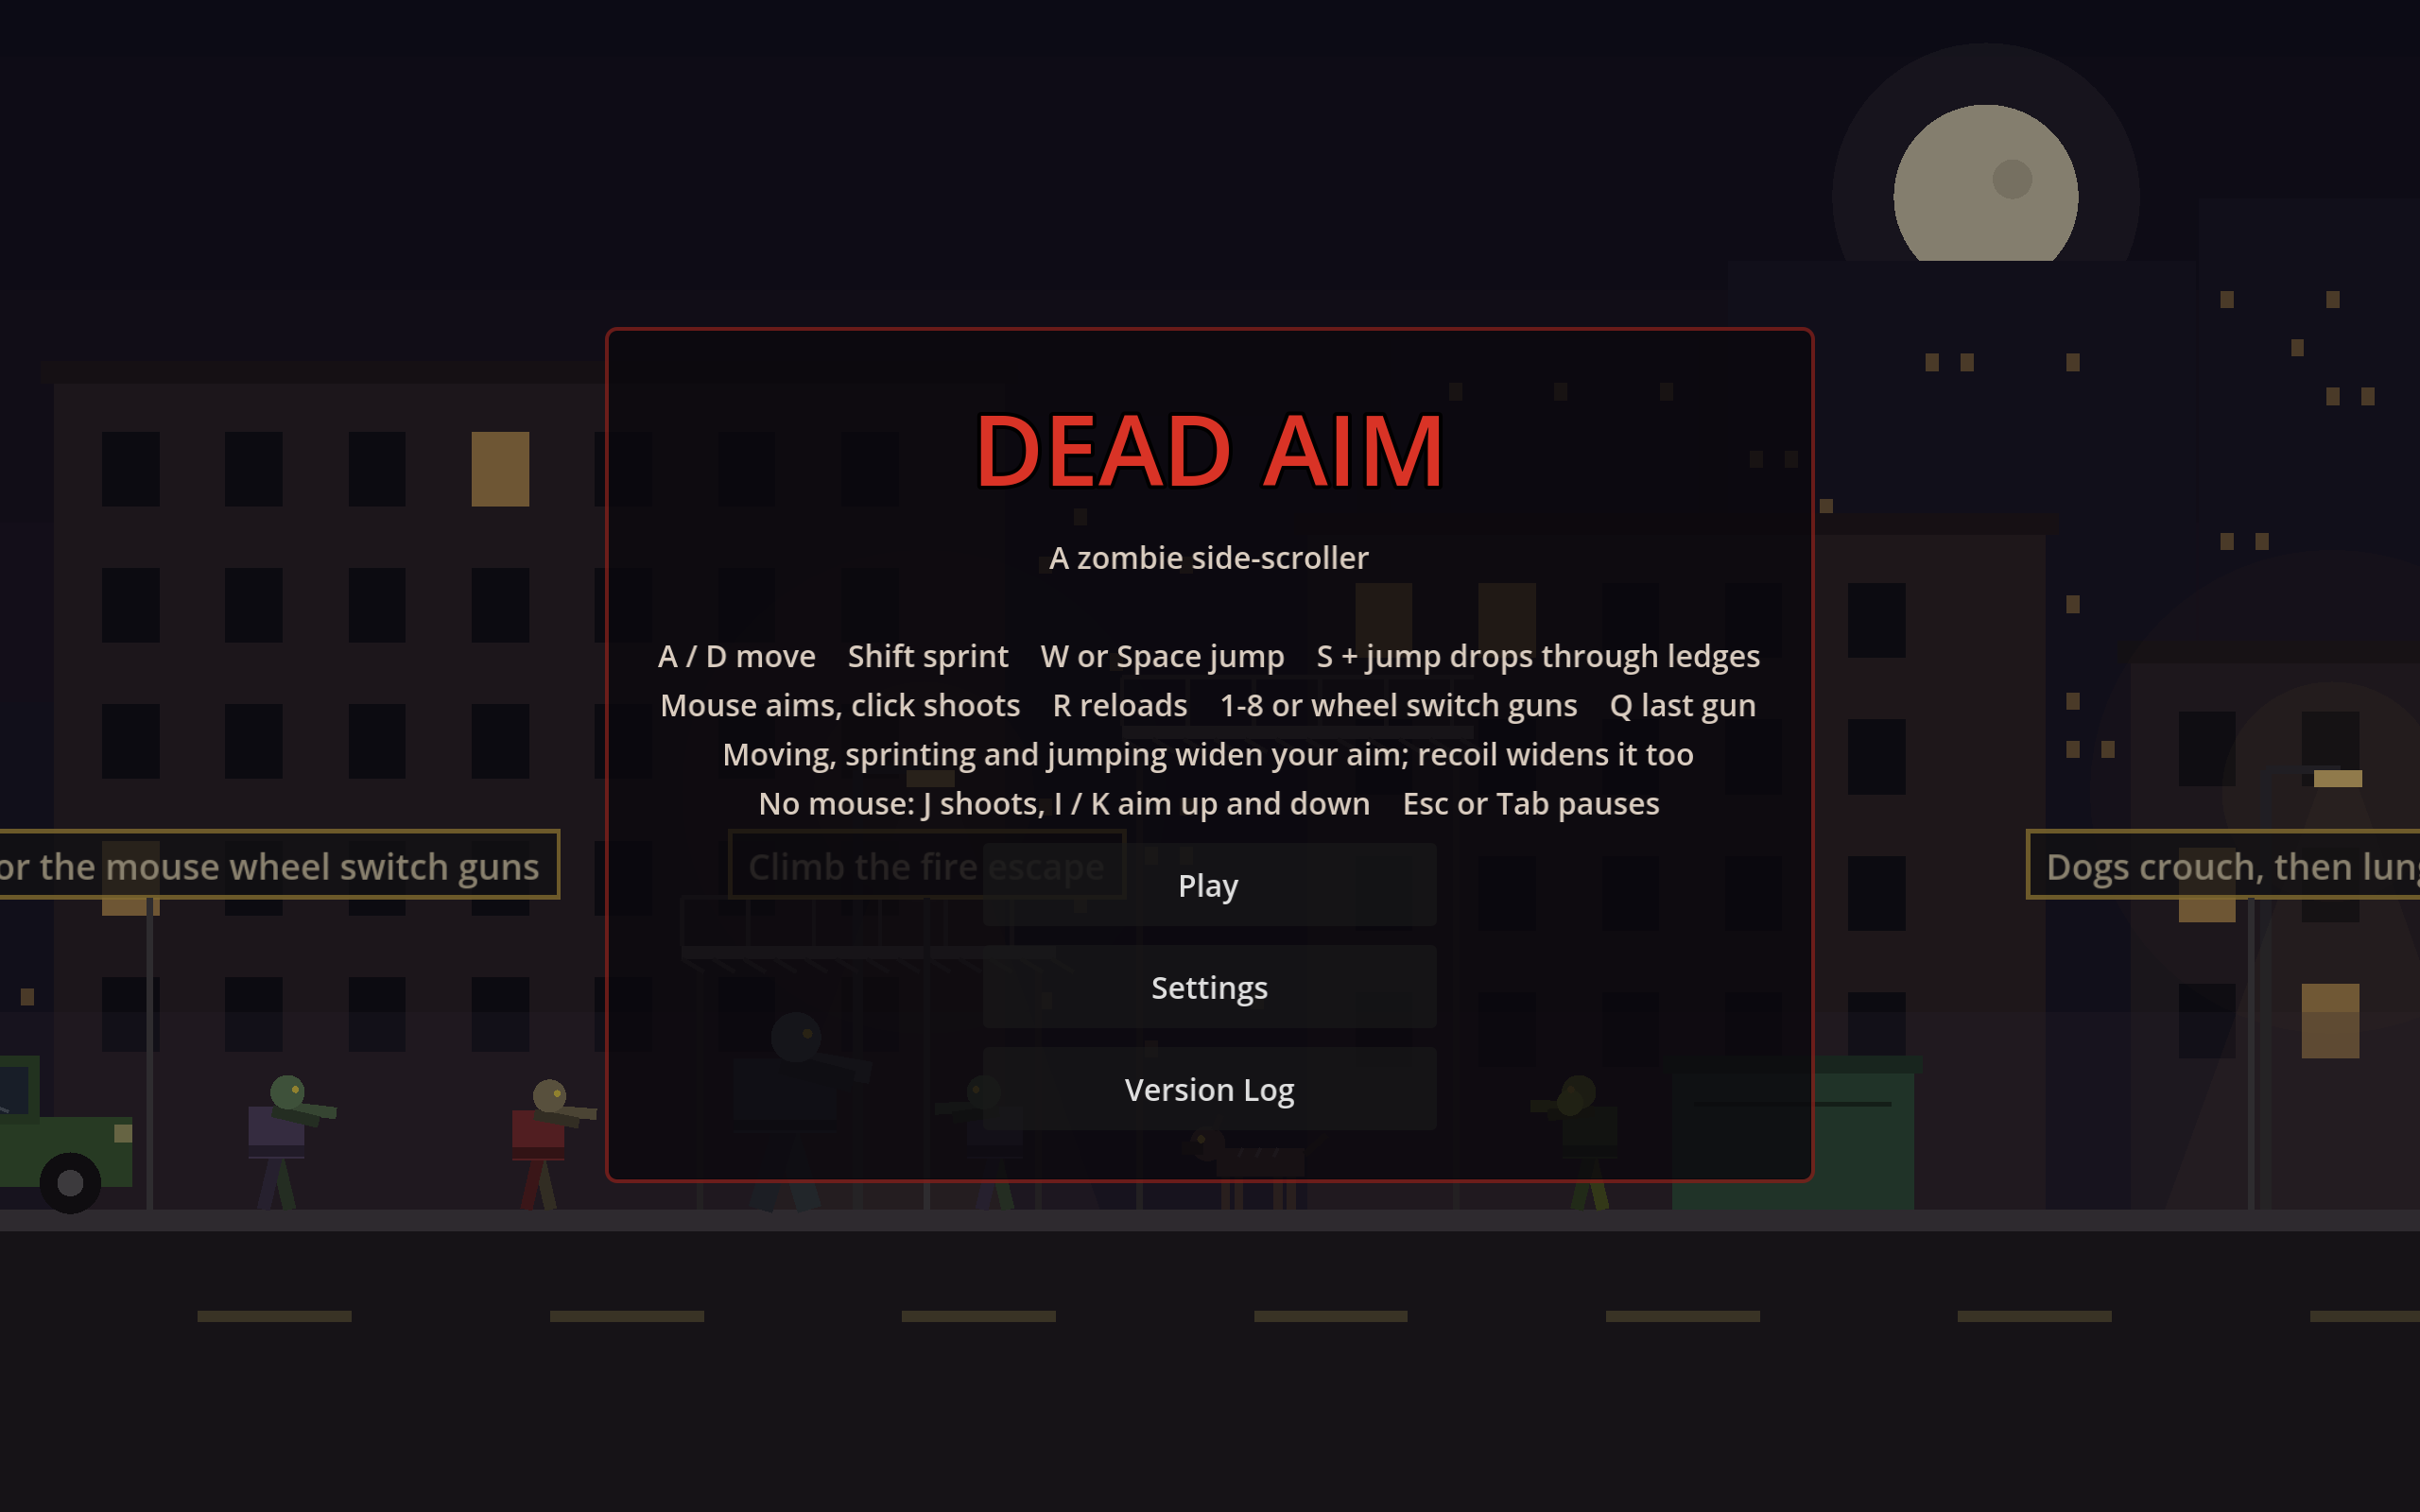 DEAD AIM
A zombie side-scroller
A / D move Shift sprint W or Space jump S + jump drops through ledges
Mouse aims, click shoots R reloads 1-8 or wheel switch guns Q last gun
Moving, sprinting and jumping widen your aim; recoil widens it too
No mouse: J shoots, I / K aim up and down Esc or Tab pauses
or the mouse wheel switch guns
Climb the fire escape
Dogs crouch, then
Play
Settings
Version Log